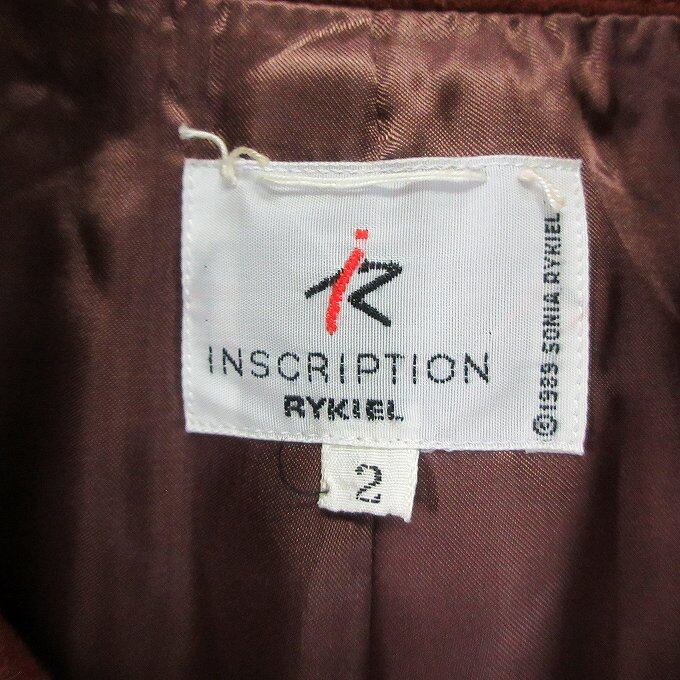 iR
INSCRIPTION
RYKIEL
©1989 SONIA RYKIEL
2